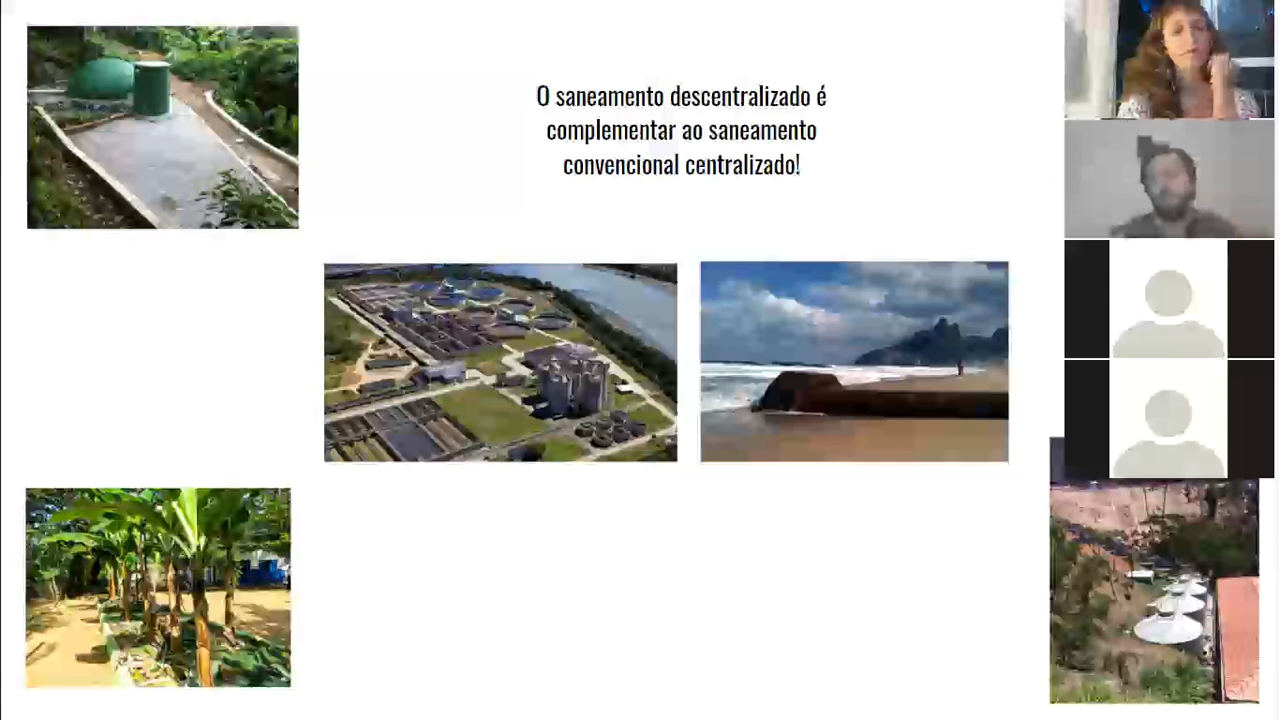 O saneamento descentralizado é
complementar ao saneamento
convencional centralizado!